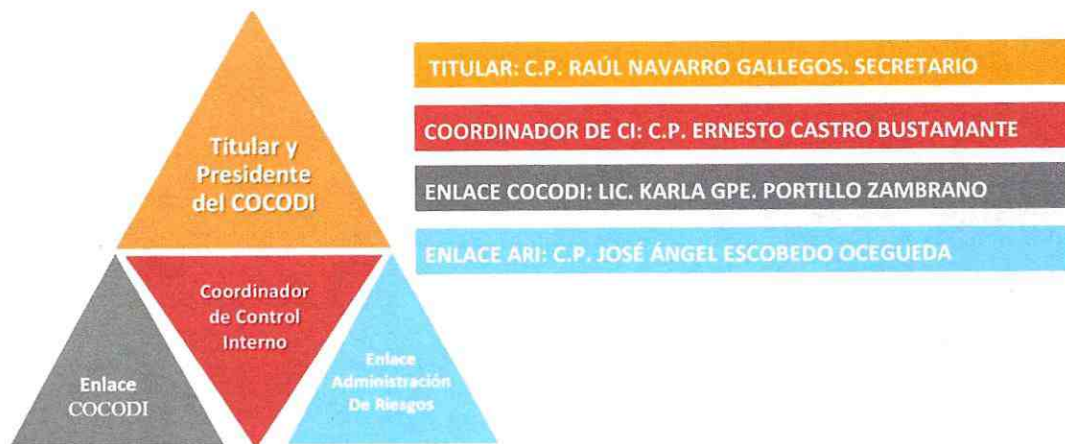 Titular y
Presidente
del COCODI
Coordinador
de Control
Interno
Enlace
COCODI
Enlace
Administración
De Rieagos
TITULAR: C.P. RAÚL NAVARRO GALLEGOS. SECRETARIO
COORDINADOR DE CI: C.P. ERNESTO CASTRO BUSTAMANTE
ENLACE COCODI: LIC. KARLA GPE. PORTILLO ZAMBRANO
ENLACE ARI: C.P. JOSÉ ÁNGEL ESCOBEDO OCEGUEDA